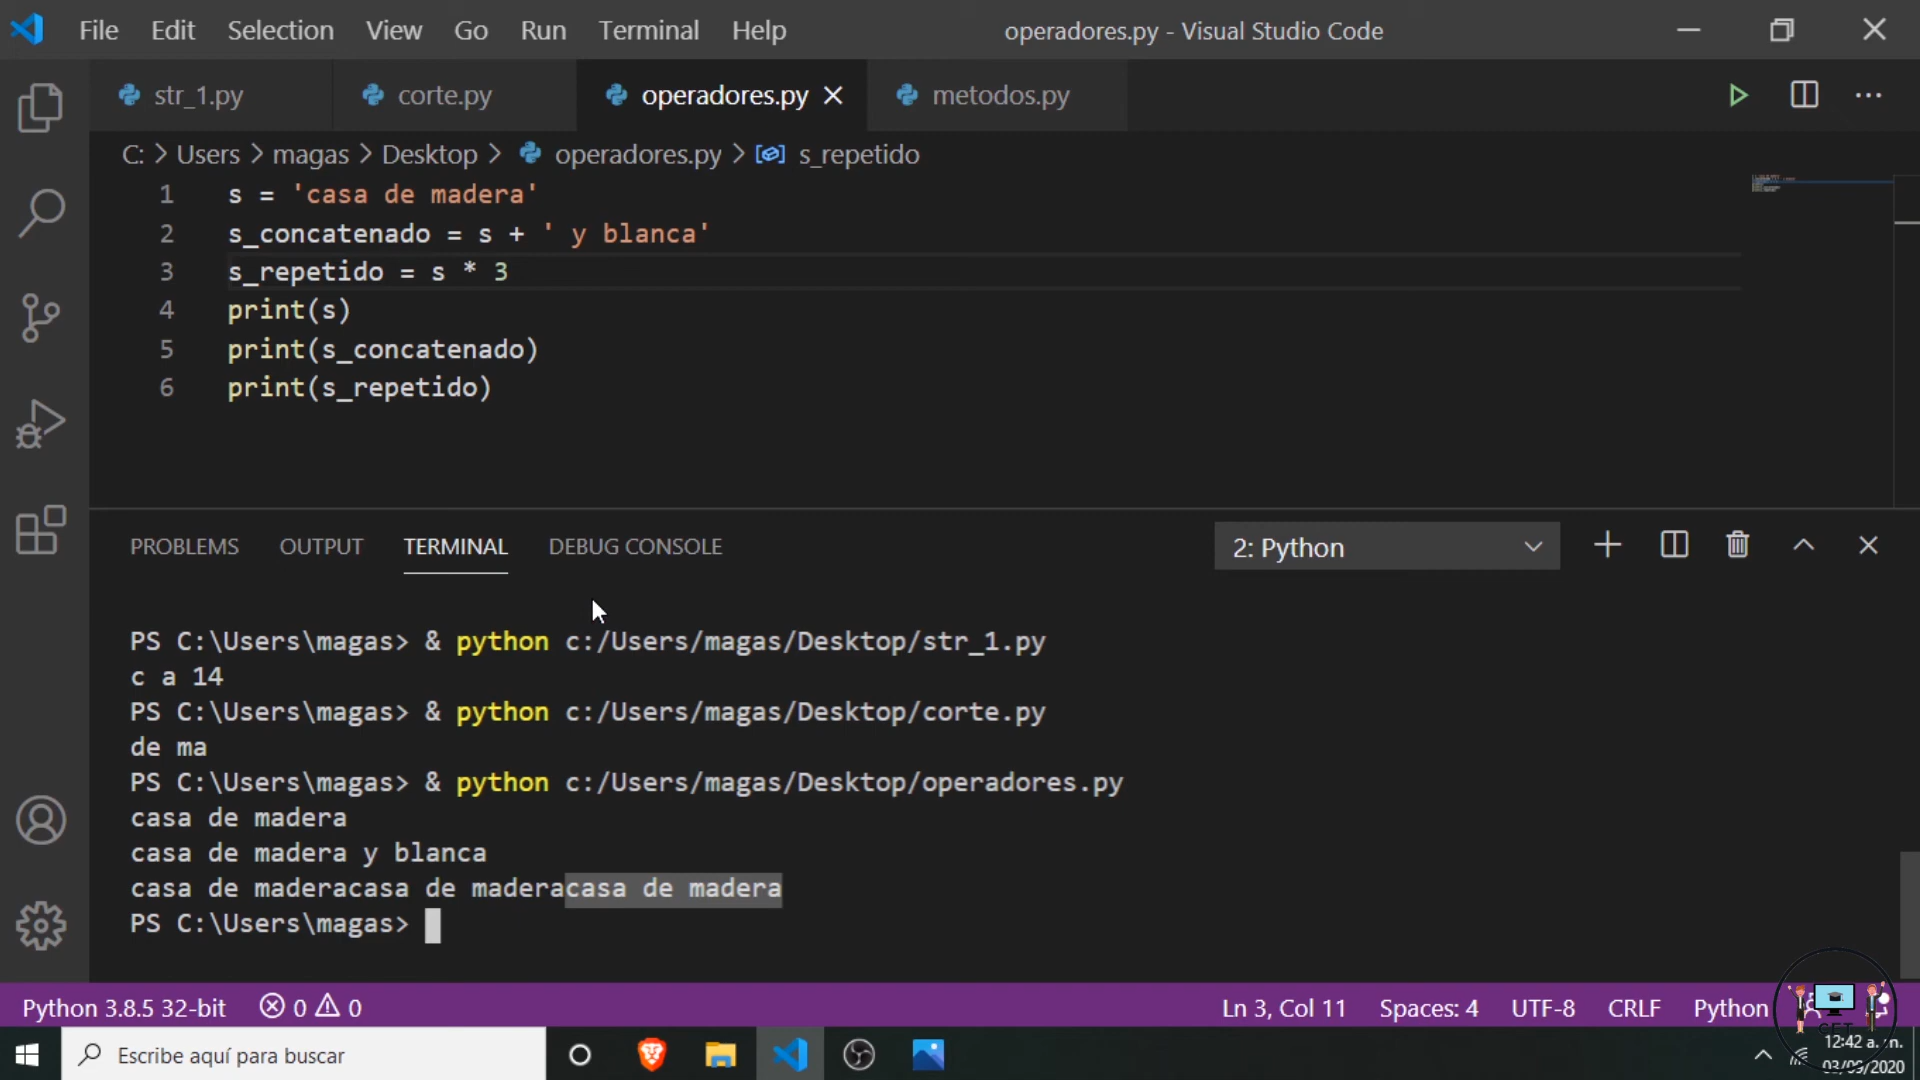 File Edit Selection View Go Run Terminal Help operadores.py - Visual Studio Code
str_1.py corte.py operadores.py metodos.py
C: > Users > magas > Desktop > operadores.py > s_repetido
1 s = 'casa de madera'
2 s_concatenado = s + ' y blanca'
3 s_repetido = s * 3
4 print(s)
5 print(s_concatenado)
6 print(s_repetido)
PROBLEMS OUTPUT TERMINAL DEBUG CONSOLE 2: Python
PS C:\Users\magas> & python c:/Users/magas/Desktop/str_1.py
c a 14
PS C:\Users\magas> & python c:/Users/magas/Desktop/corte.py
de ma
PS C:\Users\magas> & python c:/Users/magas/Desktop/operadores.py
casa de madera
casa de madera y blanca
casa de maderacasa de maderacasa de madera
PS C:\Users\magas>
Python 3.8.5 32-bit 0 0 Ln 3, Col 11 Spaces: 4 UTF-8 CRLF Python
Escribe aquí para buscar
12:42 a. m.
03/09/2020